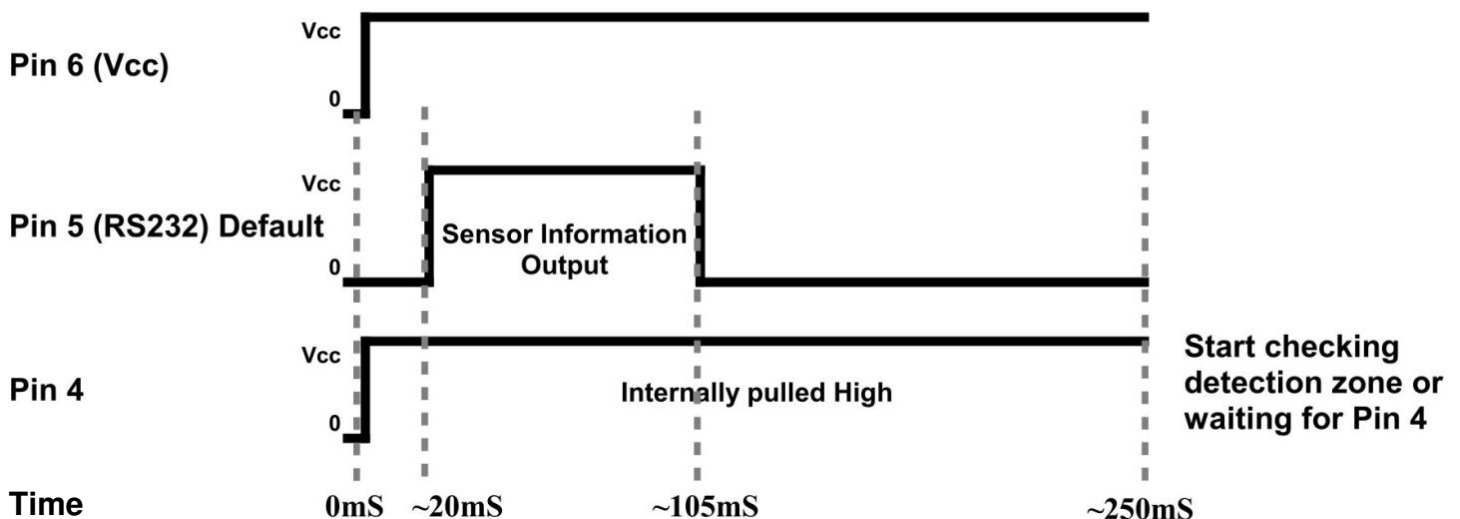 Vcc
Pin 6 (Vcc)
0
Vcc
Pin 5 (RS232) Default
Sensor Information
Output
0
Vcc
Pin 4
Internally pulled High
0
Start checking
detection zone or
waiting for Pin 4
Time
0mS
~20mS
~105mS
~250mS